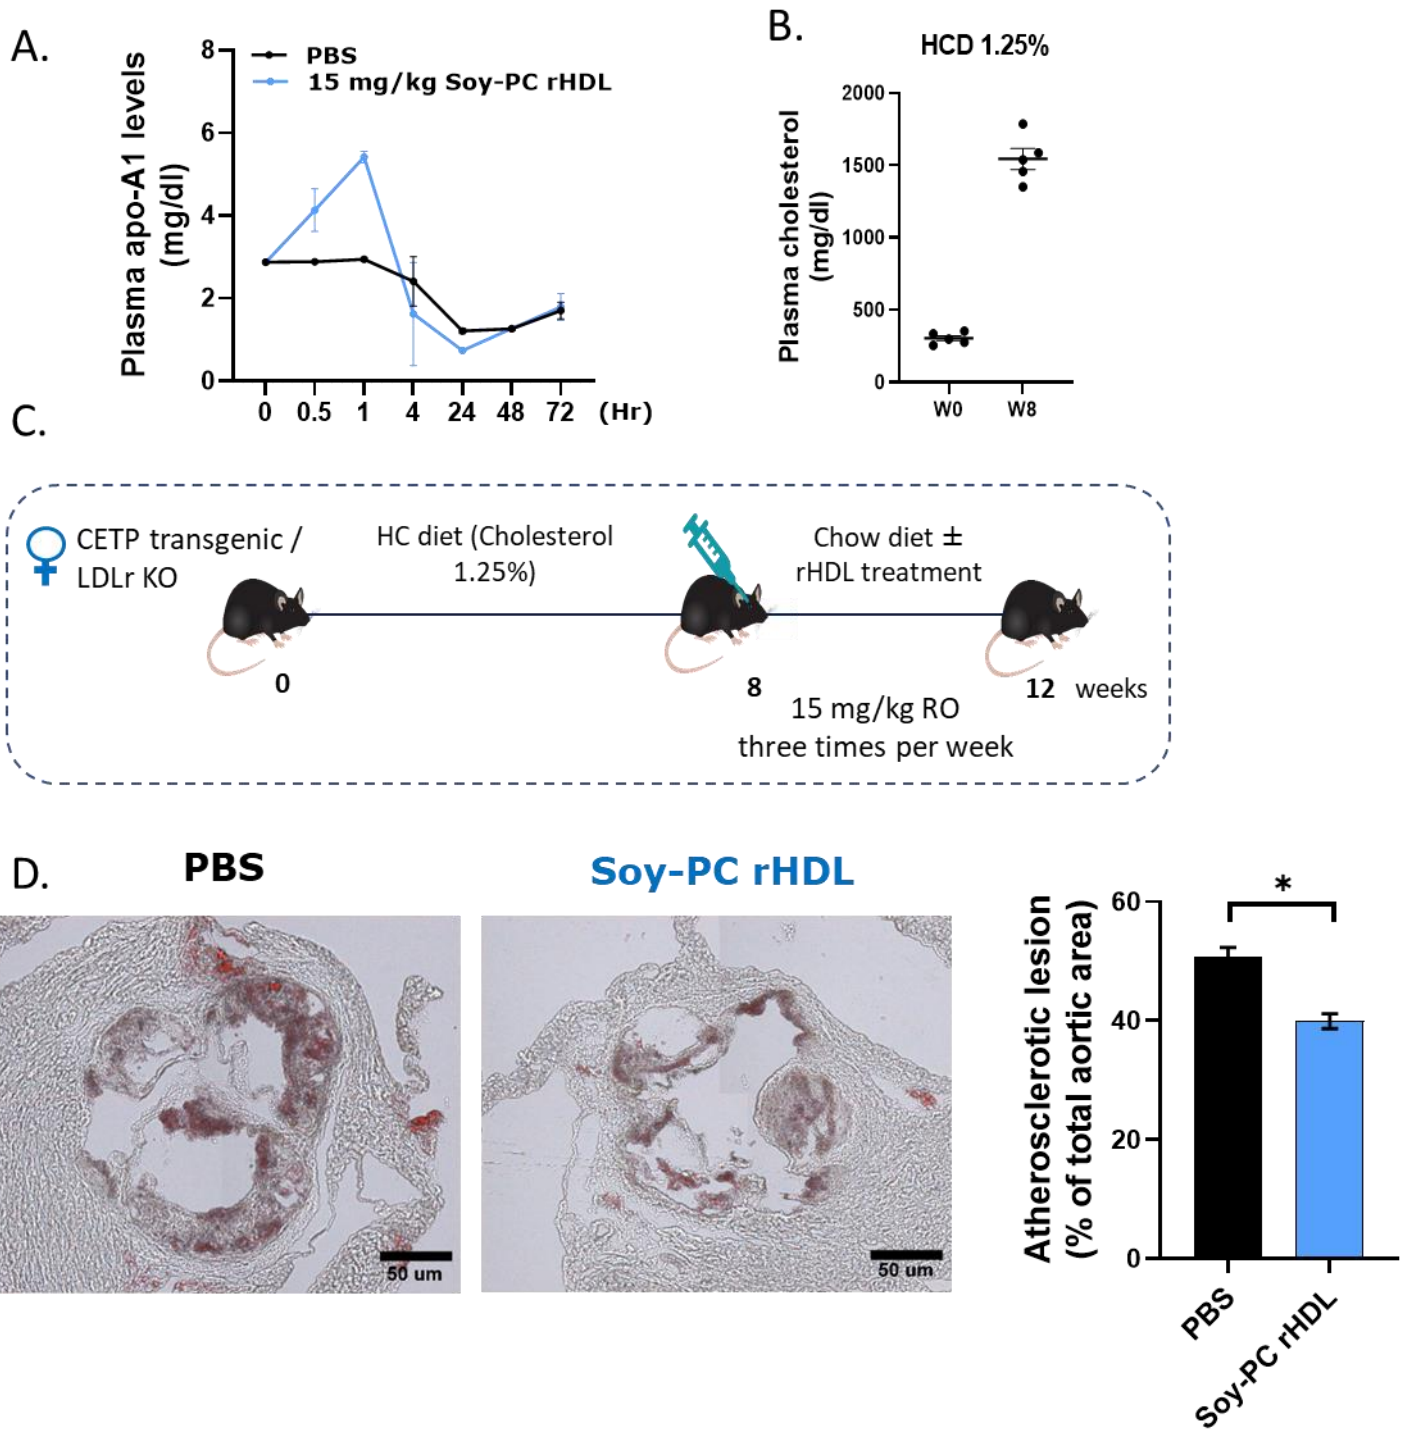 A.
Plasma apo-A1 levels
(mg/dl)
8
6
4
2
0
PBS
15 mg/kg Soy-PC rHDL
0 0.5 1 4 24 48 72 (Hr)
B.
HCD 1.25%
Plasma cholesterol
(mg/dl)
2000
1500
1000
500
0
W0 W8
C.
CETP transgenic /
LDLr KO
HC diet (Cholesterol
1.25%)
Chow diet ±
rHDL treatment
0
8
12 weeks
15 mg/kg RO
three times per week
D.
PBS
Soy-PC rHDL
50 um
50 um
Atherosclerotic lesion
(% of total aortic area)
60
40
20
0
*
PBS
Soy-PC rHDL